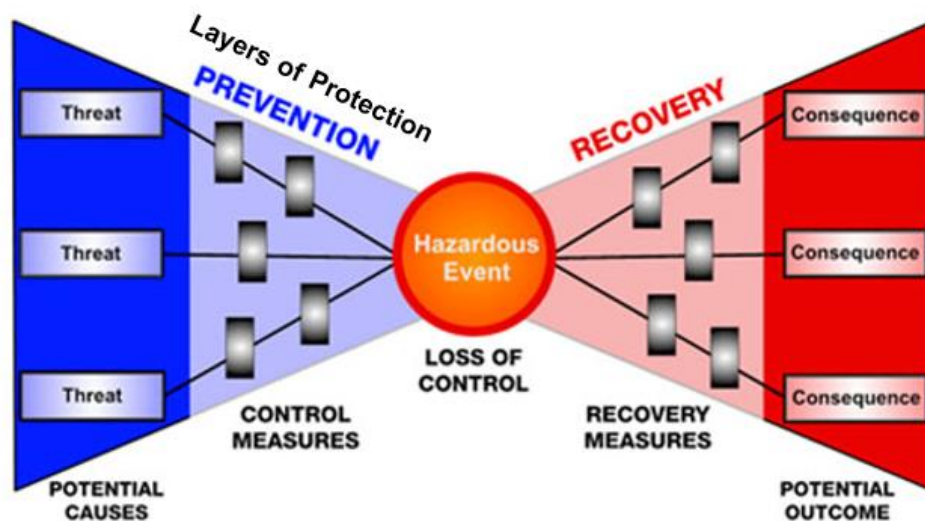 Layers of Protection
PREVENTION
RECOVERY
Threat
Threat
Threat
Hazardous
Event
Consequence
Consequence
Consequence
LOSS OF
CONTROL
CONTROL
MEASURES
RECOVERY
MEASURES
POTENTIAL
CAUSES
POTENTIAL
OUTCOME